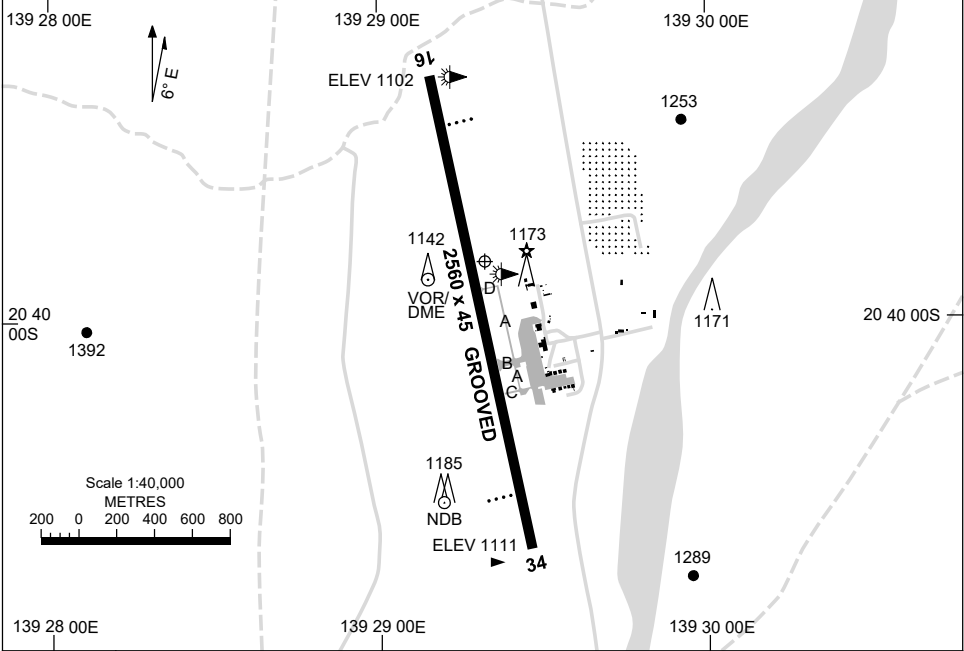 139 28 00E
139 29 00E
139 30 00E
6° E
16
ELEV 1102
1253
1142
1173
VOR/
DME
2560 x 45 GROOVED
D
A
1171
20 40
00S
20 40 00S
1392
B
A
C
Scale 1:40,000
METRES
200 0 200 400 600 800
1185
NDB
ELEV 1111
34
1289
139 28 00E
139 29 00E
139 30 00E